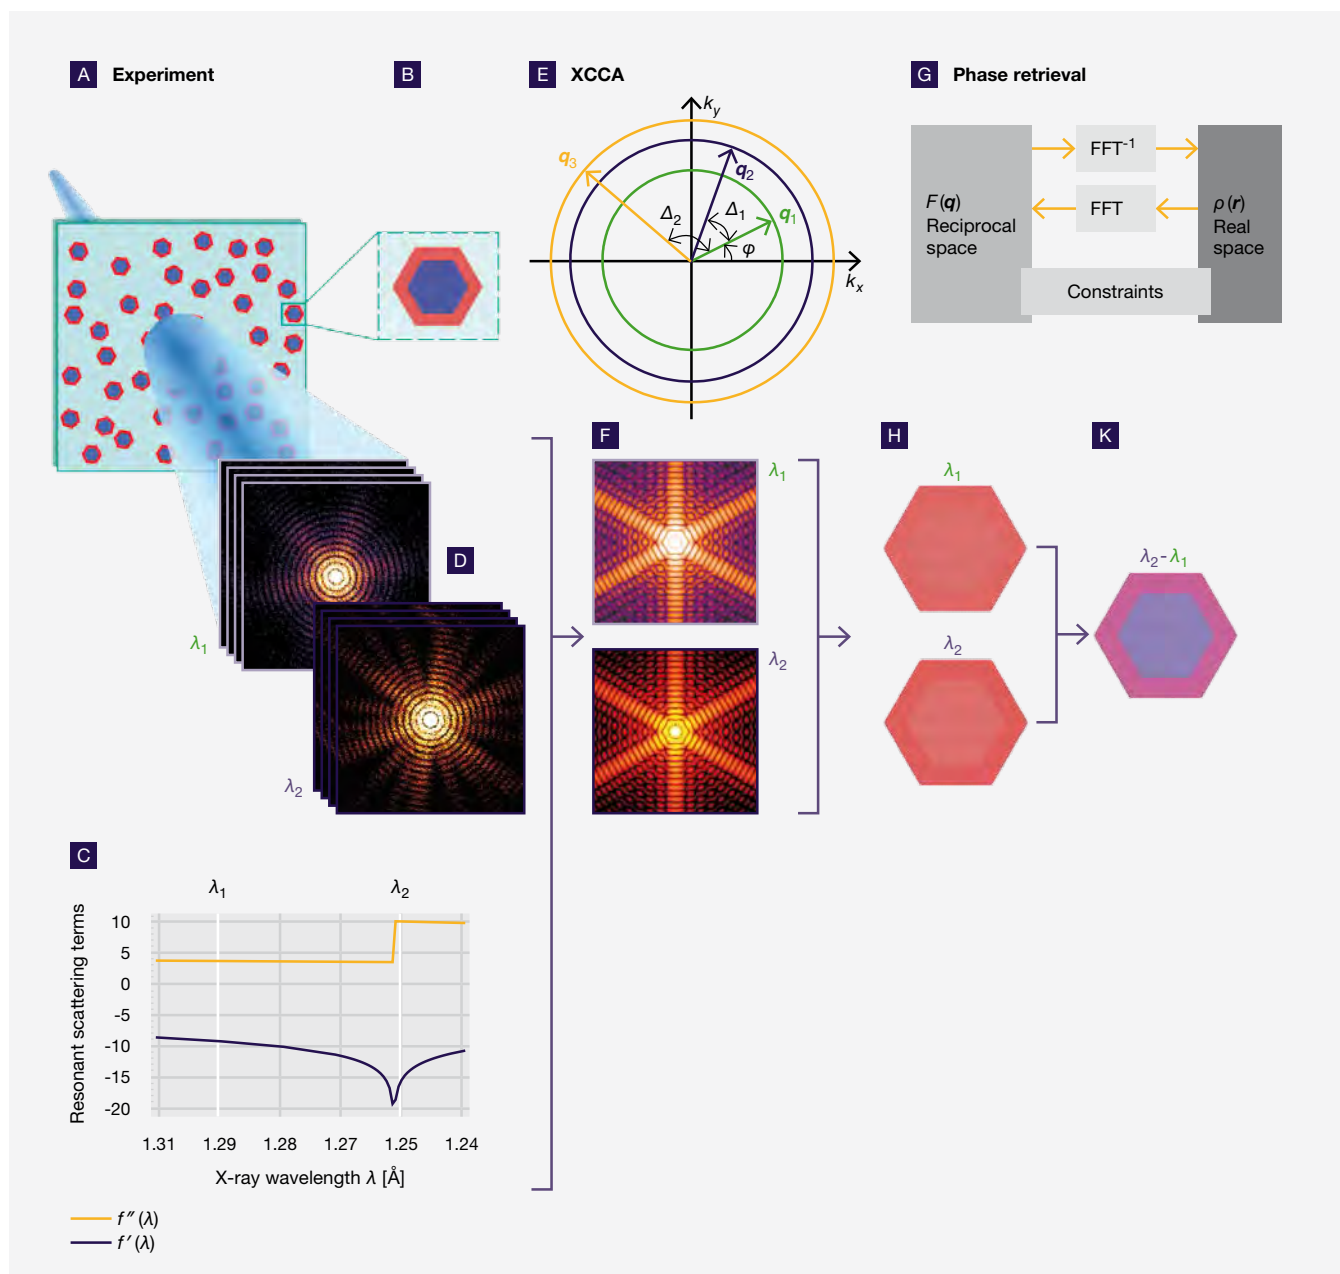 A Experiment
B
E XCCA
G Phase retrieval
k_y
q_3
q_2
Δ_2
Δ_1
q_1
φ
k_x
FFT⁻¹
FFT
F(q)
Reciprocal
space
ρ(r)
Real
space
Constraints
F
H
K
λ_1
λ_1
λ_2-λ_1
D
λ_1
λ_2
λ_2
λ_2
C
λ_1
λ_2
Resonant scattering terms
10
5
0
-5
-10
-15
-20
1.31 1.29 1.28 1.27 1.25 1.24
X-ray wavelength λ [Å]
f″(λ)
f′(λ)